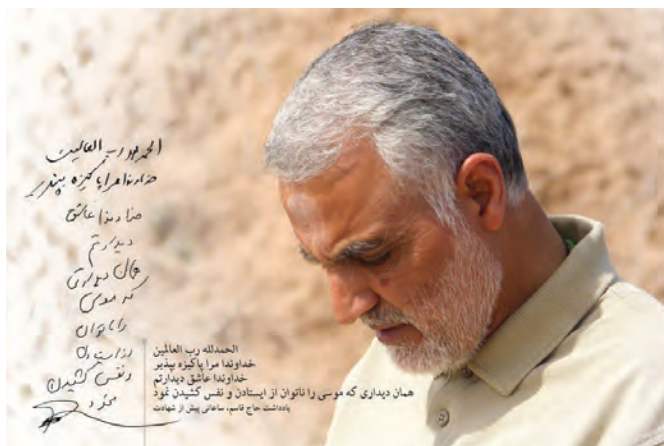 الحمد لله رب العالمین
خداوندا مرا پاکیزه بپذیر
خداوندا عاشق
دیدارتم
همان دیداری
که موسی
را ناتوان
از ایستادن
و نفس کشیدن
نمود
الحمدلله رب العالمین
خداوندا مرا پاکیزه بپذیر
خداوندا عاشق دیدارتم
همان دیداری که موسی را ناتوان از ایستادن و نفس کشیدن نمود
یادداشت حاج قاسم، ساعاتی پیش از شهادت